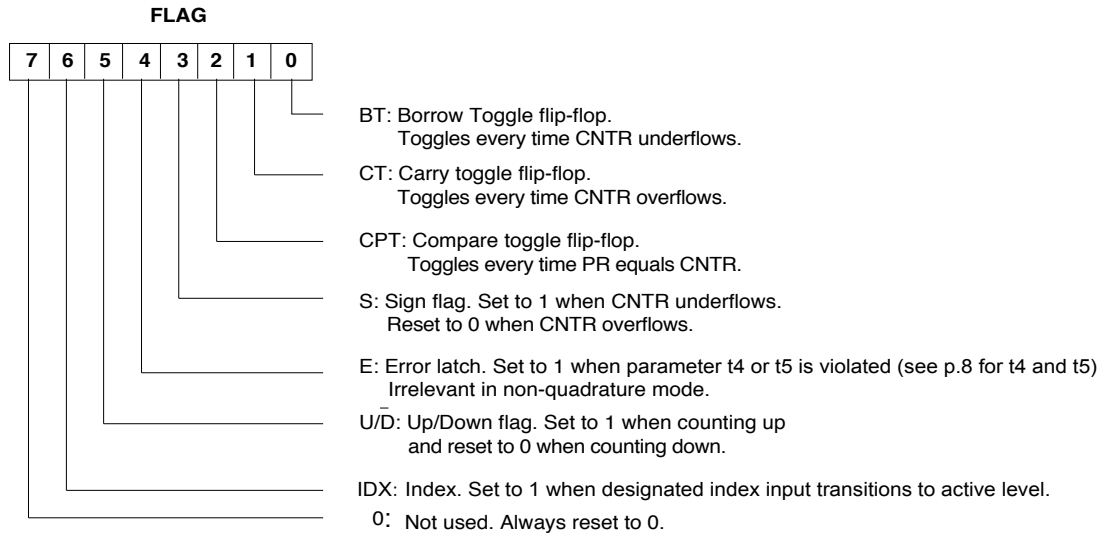 FLAG
7 6 5 4 3 2 1 0
BT: Borrow Toggle flip-flop.
Toggles every time CNTR underflows.
CT: Carry toggle flip-flop.
Toggles every time CNTR overflows.
CPT: Compare toggle flip-flop.
Toggles every time PR equals CNTR.
S: Sign flag. Set to 1 when CNTR underflows.
Reset to 0 when CNTR overflows.
E: Error latch. Set to 1 when parameter t4 or t5 is violated (see p.8 for t4 and t5)
Irrelevant in non-quadrature mode.
U/D̅: Up/Down flag. Set to 1 when counting up
and reset to 0 when counting down.
IDX: Index. Set to 1 when designated index input transitions to active level.
0: Not used. Always reset to 0.